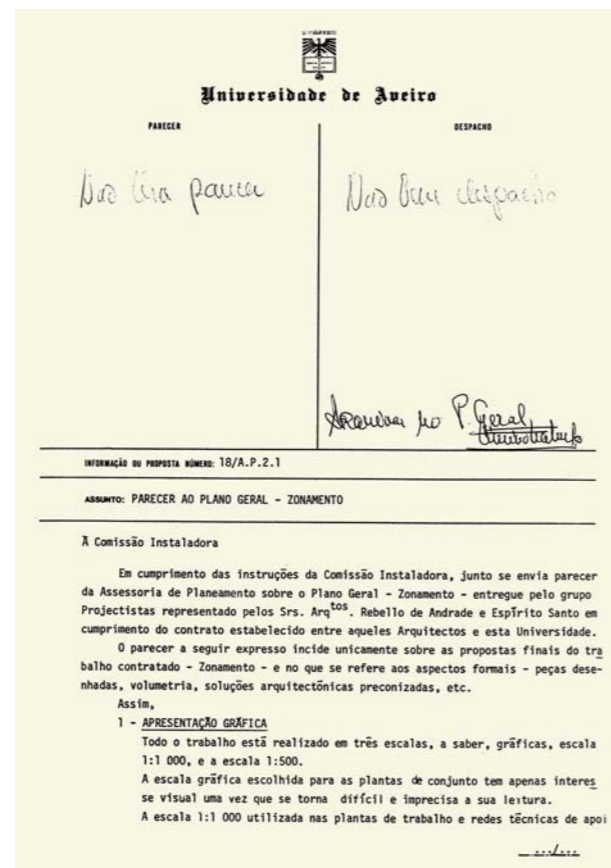 Universidade de Aveiro
PARECER
DESPACHO
Não tem parecer
Não tem despacho
Arquivar no P. Geral
INFORMAÇÃO OU PROPOSTA NÚMERO: 18/A.P.2.1
ASSUNTO: PARECER AO PLANO GERAL - ZONAMENTO
À Comissão Instaladora
Em cumprimento das instruções da Comissão Instaladora, junto se envia parecer
da Assessoria de Planeamento sobre o Plano Geral - Zonamento - entregue pelo grupo
Projectistas representado pelos Srs. Arqtos. Rebello de Andrade e Espírito Santo em
cumprimento do contrato estabelecido entre aqueles Arquitectos e esta Universidade.
O parecer a seguir expresso incide unicamente sobre as propostas finais do tra
balho contratado - Zonamento - e no que se refere aos aspectos formais - peças dese-
nhadas, volumetria, soluções arquitectónicas preconizadas, etc.
Assim,
1 - APRESENTAÇÃO GRÁFICA
Todo o trabalho está realizado em três escalas, a saber, gráficas, escala
1:1 000, e a escala 1:500.
A escala gráfica escolhida para as plantas de conjunto tem apenas interes
se visual uma vez que se torna difícil e imprecisa a sua leitura.
A escala 1:1 000 utilizada nas plantas de trabalho e redes técnicas de apoi
.../...